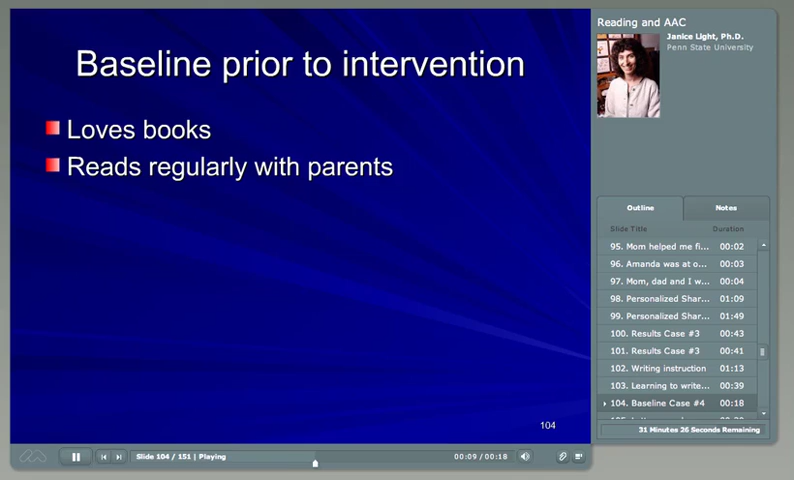 Baseline prior to intervention
Loves books
Reads regularly with parents
104
Slide 104 / 151 | Playing
00:09 / 00:18
Reading and AAC
Janice Light, Ph.D.
Penn State University
Outline
Notes
Slide Title Duration
95. Mom helped me fi... 00:02
96. Amanda was at o... 00:03
97. Mom, dad and I w... 00:04
98. Personalized Shar... 01:09
99. Personalized Shar... 01:49
100. Results Case #3 00:43
101. Results Case #3 00:41
102. Writing instruction 01:13
103. Learning to write... 00:39
104. Baseline Case #4 00:18
31 Minutes 26 Seconds Remaining